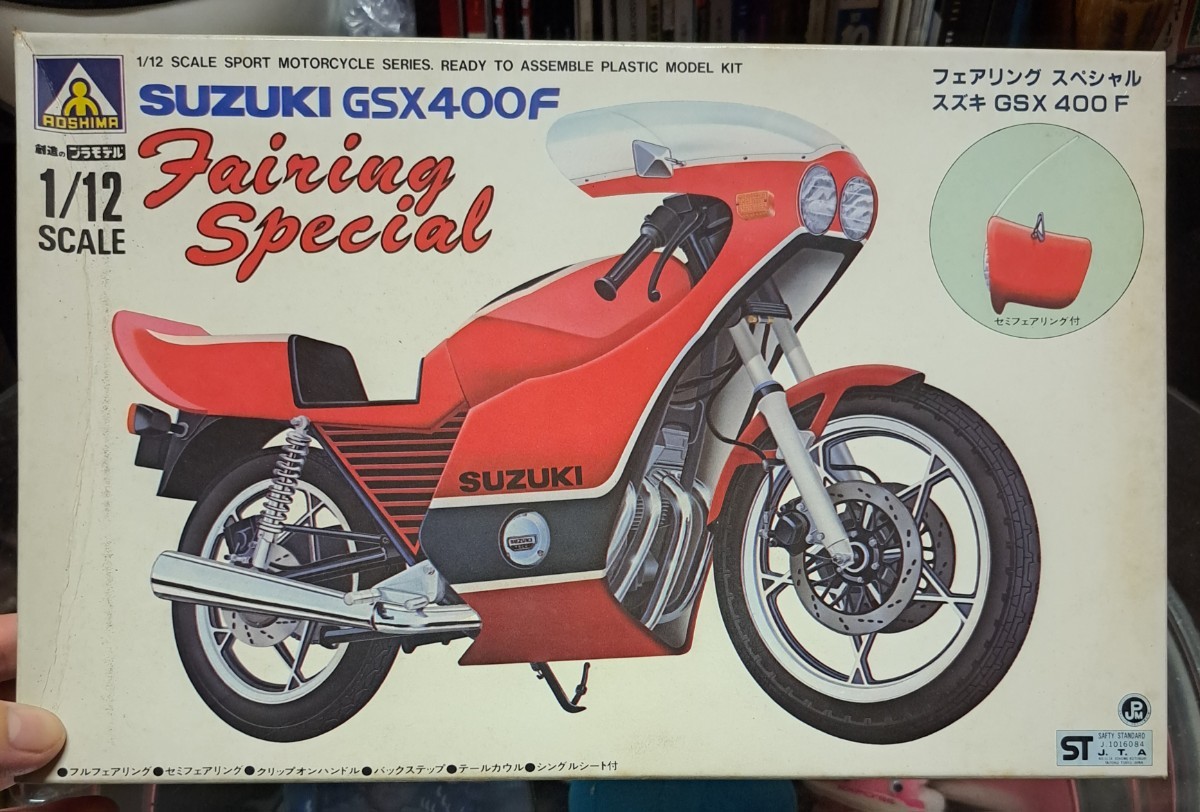 1/12 SCALE SPORT MOTORCYCLE SERIES. READY TO ASSEMBLE PLASTIC MODEL KIT
AOSHIMA
創造のプラモデル
1/12
SCALE
SUZUKI GSX400F
Fairing
Special
フェアリング スペシャル
スズキ GSX 400 F
セミフェアリング付
SUZUKI
SUZUKI
JPM
ST
SAFTY STANDARD
J 1016084
J. T. A
●フルフェアリング●セミフェアリング●クリップオンハンドル●バックステップ●テールカウル●シングルシート付